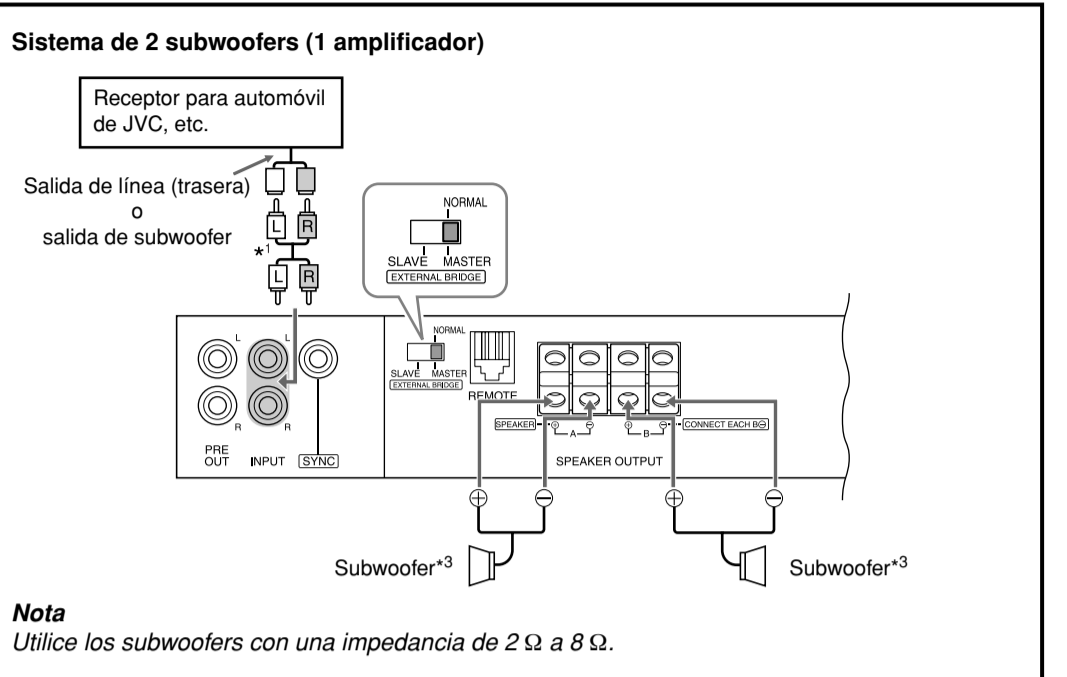 Sistema de 2 subwoofers (1 amplificador)
Receptor para automóvil
de JVC, etc.
Salida de línea (trasera)
o
salida de subwoofer
*1
L R
L R
NORMAL
SLAVE MASTER
EXTERNAL BRIDGE
L L
R R
PRE
OUT
INPUT
SYNC
NORMAL
SLAVE MASTER
EXTERNAL BRIDGE
REMOTE
SPEAKER ⊕ ⊖ ⊕ ⊖ CONNECT EACH B⊖
A B
SPEAKER OUTPUT
⊕ ⊖ ⊕ ⊖
Subwoofer*3 Subwoofer*3
Nota
Utilice los subwoofers con una impedancia de 2 Ω a 8 Ω.